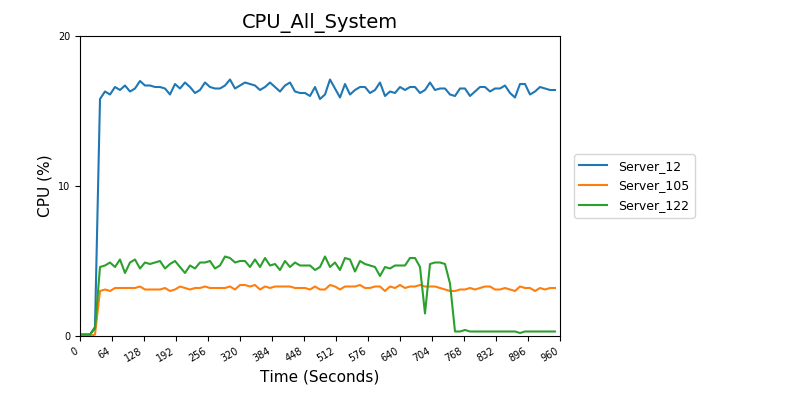 CPU_All_System
CPU (%)
20
10
0
0 64 128 192 256 320 384 448 512 576 640 704 768 832 896 960
Time (Seconds)
Server_12
Server_105
Server_122